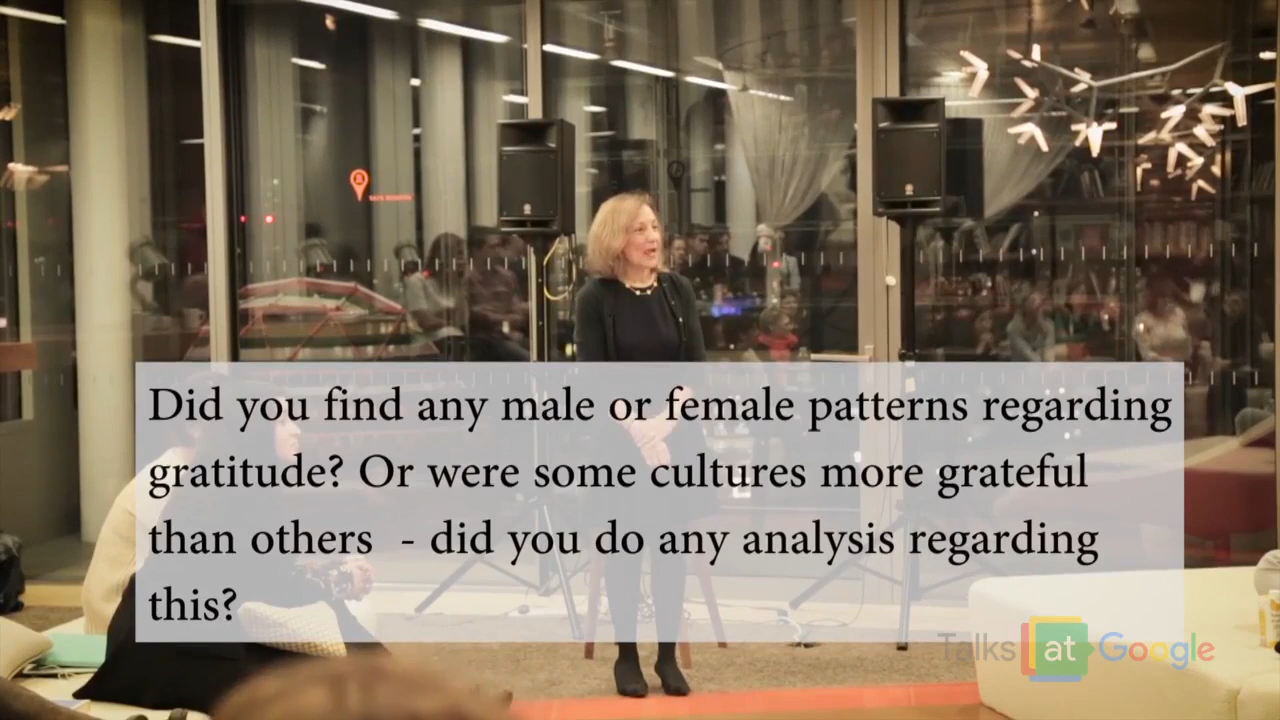 Did you find any male or female patterns regarding
gratitude? Or were some cultures more grateful
than others - did you do any analysis regarding
this?
Talks at Google